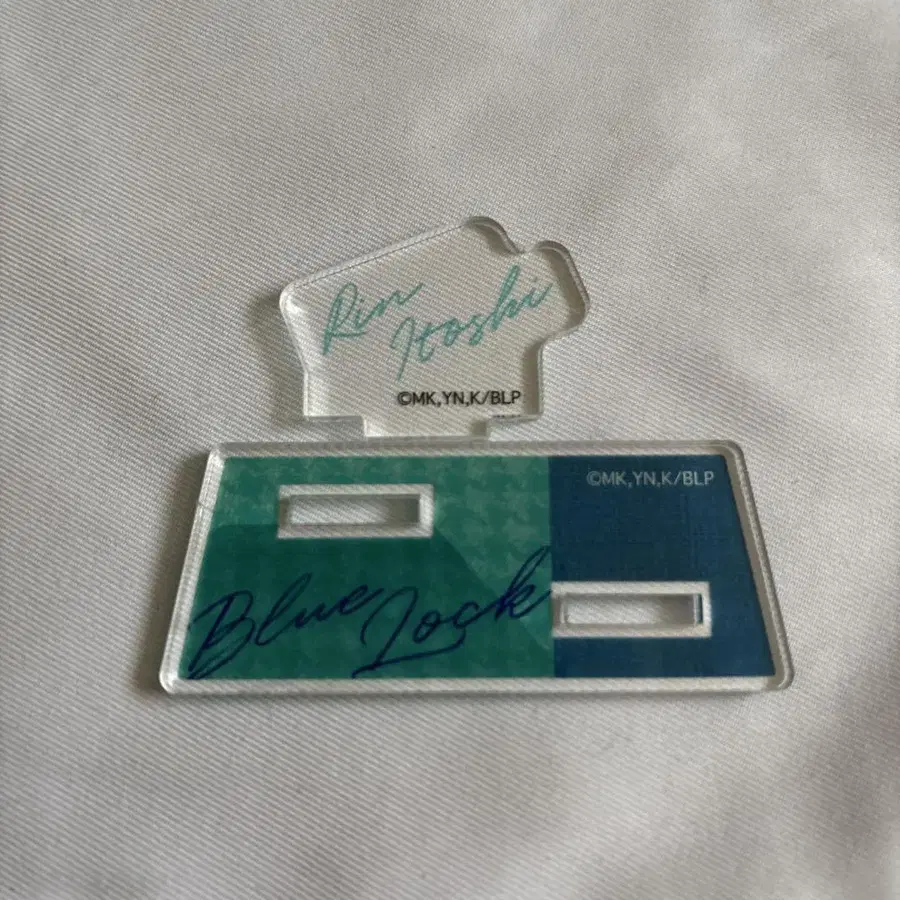 Rin
Itoshi
©MK,YN,K/BLP
©MK,YN,K/BLP
Blue Lock